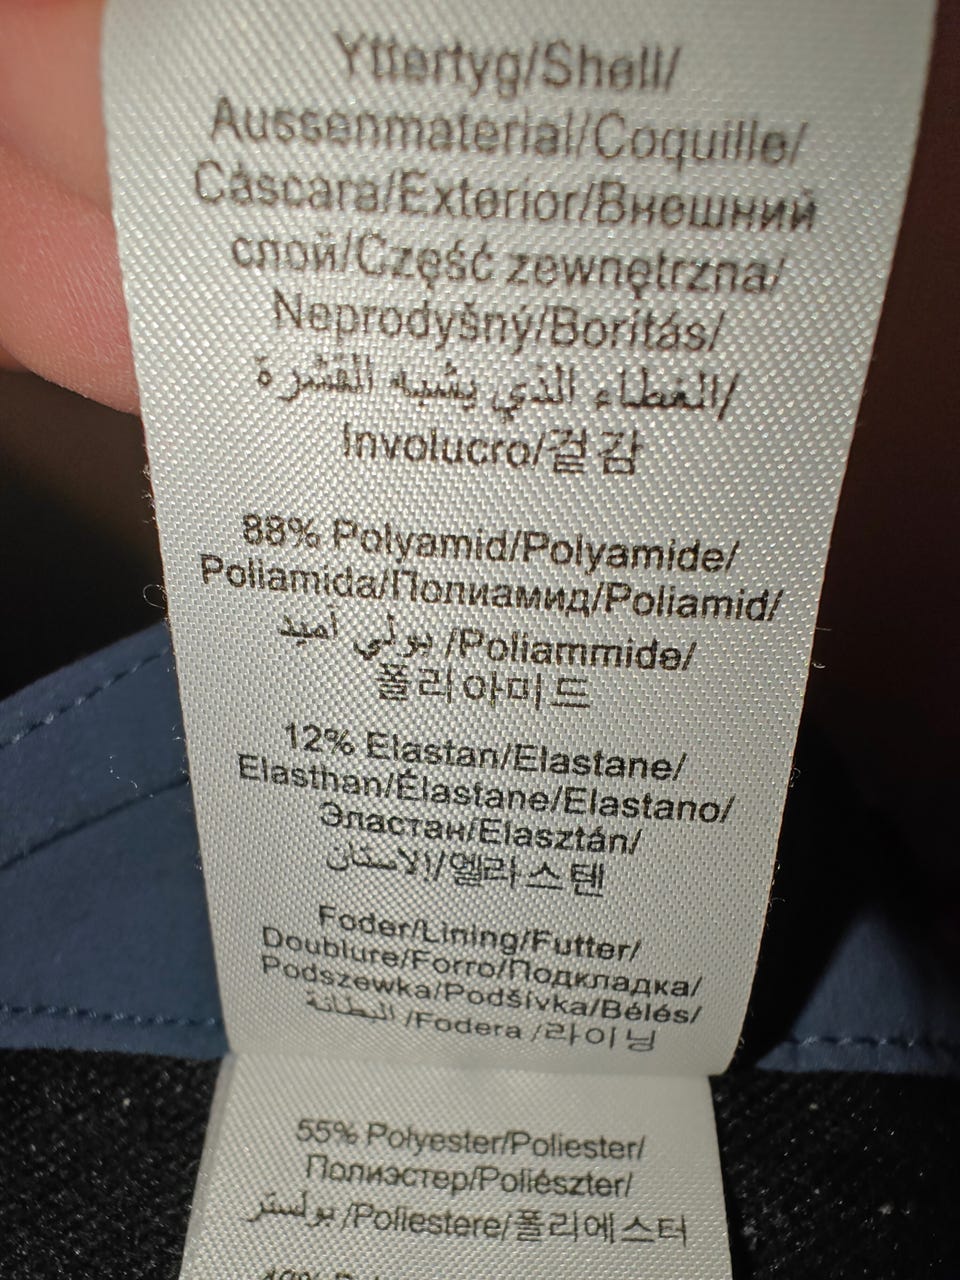 Yttertyg/Shell/
Aussenmaterial/Coquille/
Cáscara/Exterior/Внешний
слой/Część zewnętrzna/
Neprodyšný/Borítás/
الغطاء الذي يشبه القشرة/
Involucro/겉감
88% Polyamid/Polyamide/
Poliamida/Полиамид/Poliamid/
بولي أميد /Poliammide/
폴리아미드
12% Elastan/Elastane/
Elasthan/Élastane/Elastano/
Эластан/Elasztán/
الاستان/엘라스텐
Foder/Lining/Futter/
Doublure/Forro/Подкладка/
Podszewka/Podšívka/Bélés/
البطانة /Fodera /라이닝
55% Polyester/Poliester/
Полиэстер/Poliészter/
بولستر /Poliestere/폴리에스터